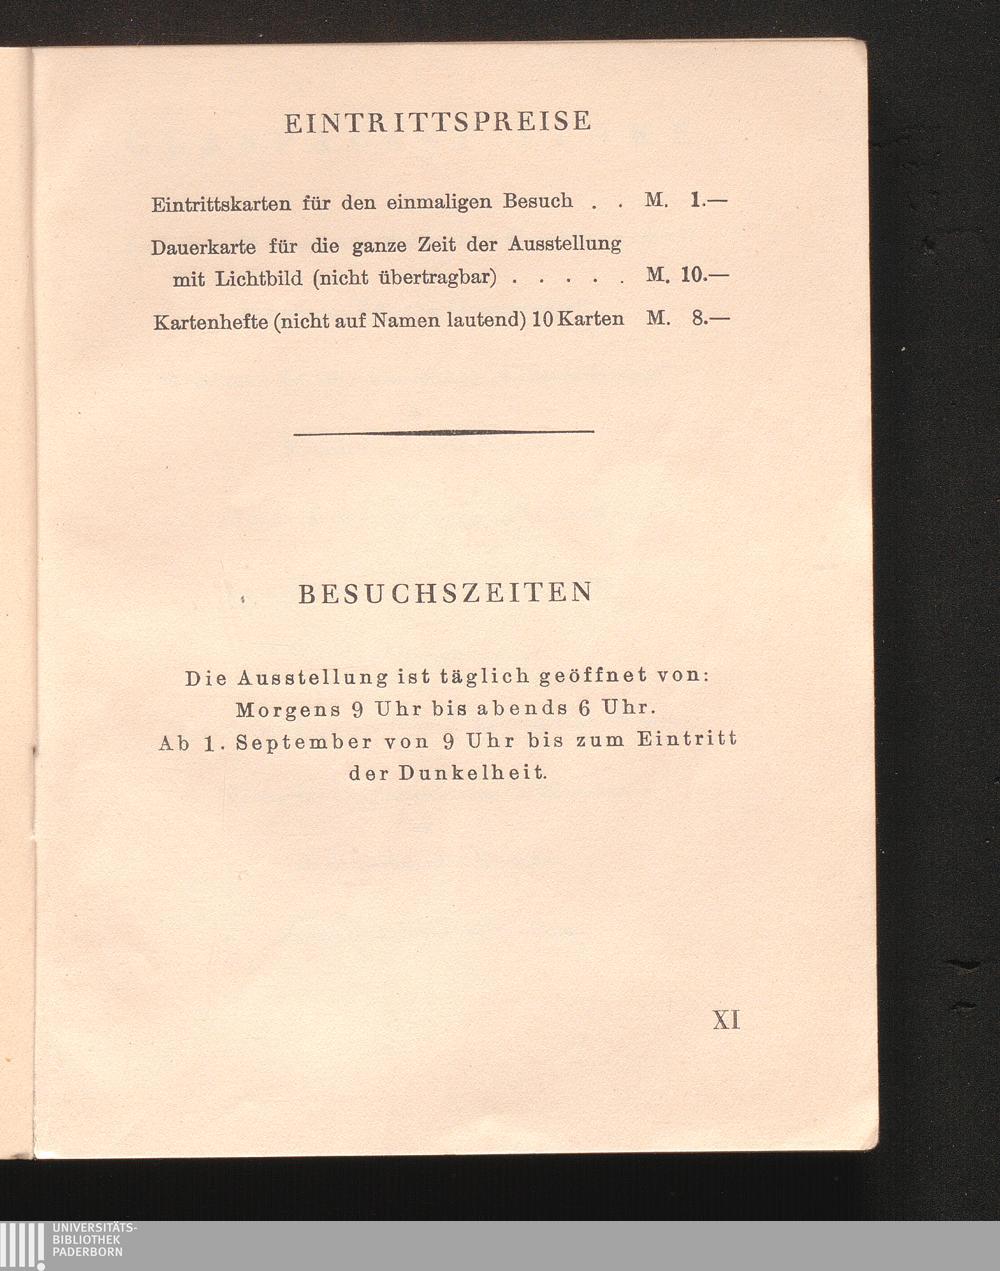 EINTRITTSPREISE
Eintrittskarten für den einmaligen Besuch . . M. 1.—
Dauerkarte für die ganze Zeit der Ausstellung
mit Lichtbild (nicht übertragbar) . . . . . M. 10.—
Kartenhefte (nicht auf Namen lautend) 10 Karten M. 8.—
BESUCHSZEITEN
Die Ausstellung ist täglich geöffnet von:
Morgens 9 Uhr bis abends 6 Uhr.
Ab 1. September von 9 Uhr bis zum Eintritt
der Dunkelheit.
XI
UNIVERSITÄTS-
BIBLIOTHEK
PADERBORN